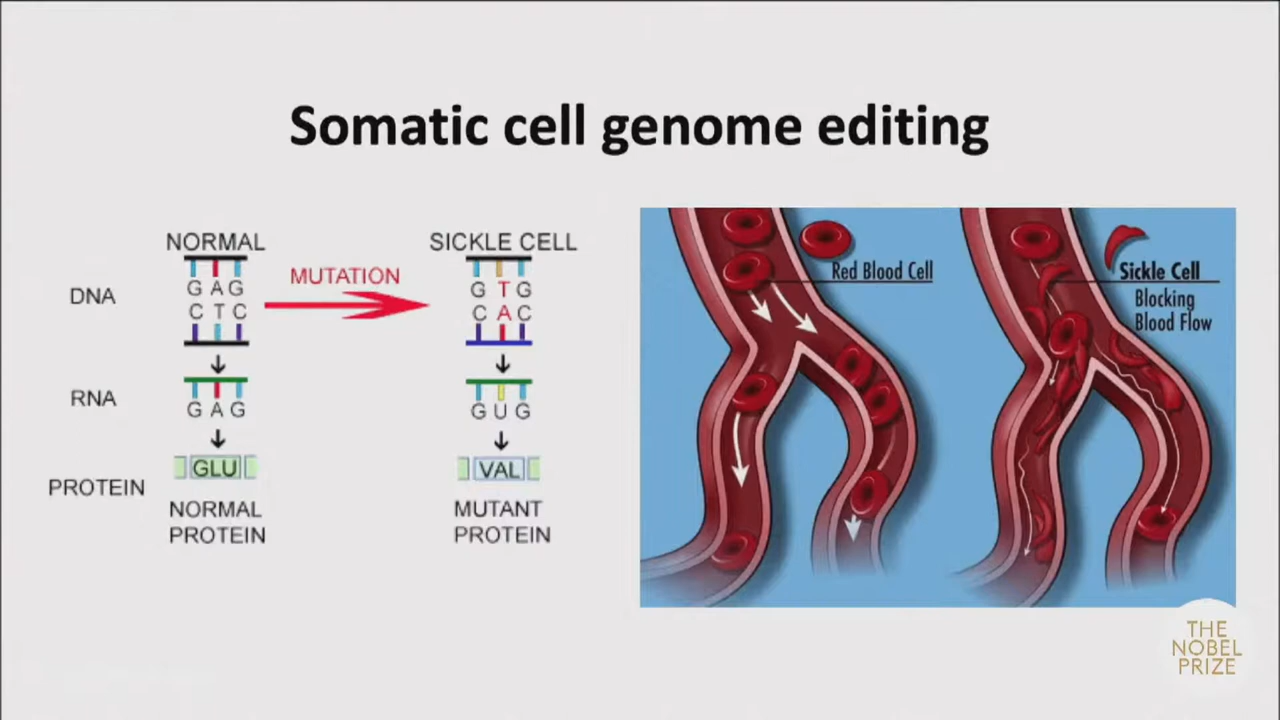 Somatic cell genome editing
NORMAL
SICKLE CELL
MUTATION
DNA
G A G
C T C
G T G
C A C
RNA
G A G
G U G
PROTEIN
GLU
VAL
NORMAL
PROTEIN
MUTANT
PROTEIN
Red Blood Cell
Sickle Cell
Blocking
Blood Flow
THE
NOBEL
PRIZE